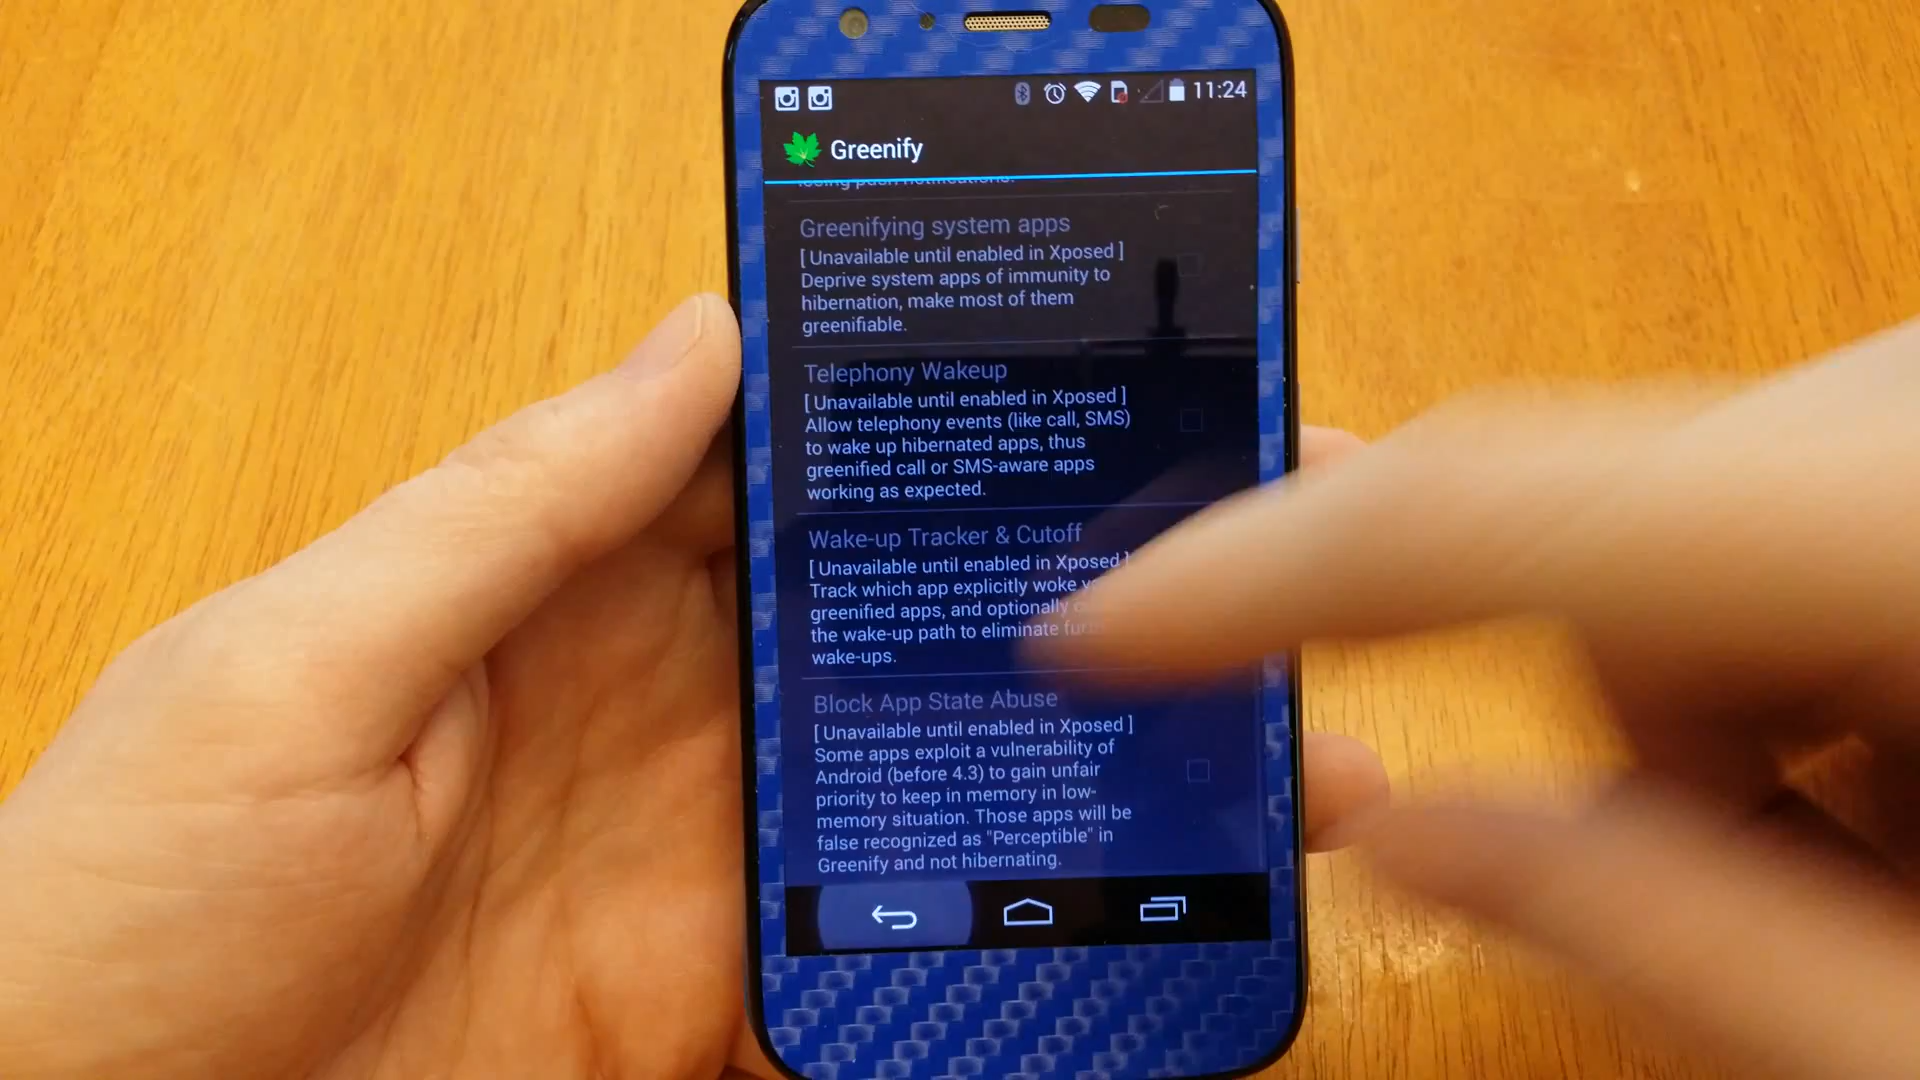 11:24
Greenify
losing push notifications.
Greenifying system apps
[ Unavailable until enabled in Xposed ]
Deprive system apps of immunity to
hibernation, make most of them
greenifiable.
Telephony Wakeup
[ Unavailable until enabled in Xposed ]
Allow telephony events (like call, SMS)
to wake up hibernated apps, thus
greenified call or SMS-aware apps
working as expected.
Wake-up Tracker & Cutoff
[ Unavailable until enabled in Xposed ]
Track which app explicitly woke
greenified apps, and optionally
the wake-up path to eliminate
wake-ups.
Block App State Abuse
[ Unavailable until enabled in Xposed ]
Some apps exploit a vulnerability of
Android (before 4.3) to gain unfair
priority to keep in memory in low-
memory situation. Those apps will be
false recognized as "Perceptible" in
Greenify and not hibernating.